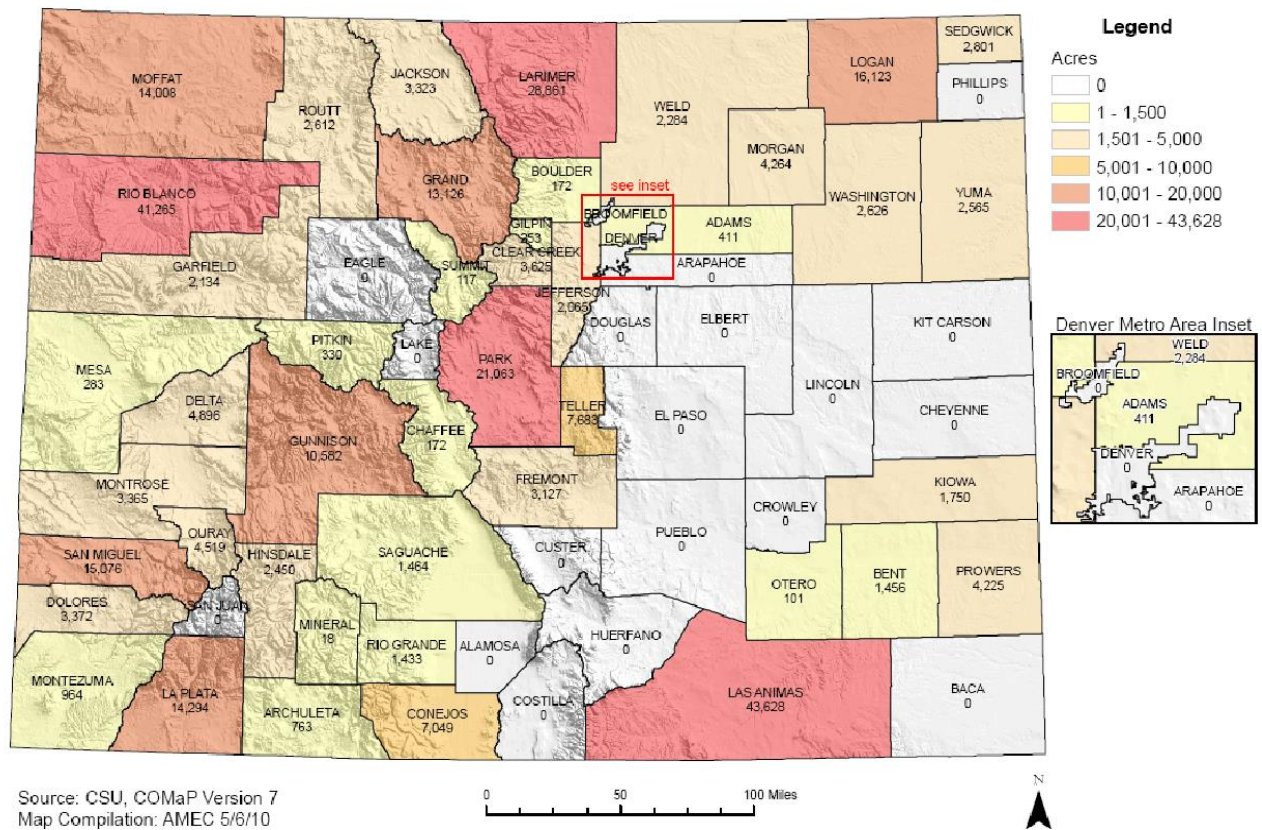 MOFFAT
14,008
ROUTT
2,612
JACKSON
3,323
LARIMER
28,861
WELD
2,284
LOGAN
16,123
SEDGWICK
2,801
PHILLIPS
0
MORGAN
4,264
WASHINGTON
2,626
YUMA
2,565
RIO BLANCO
41,265
GRAND
13,126
BOULDER
172
see inset
BROOMFIELD
DENVER
ADAMS
411
GILPIN
253
CLEAR CREEK
3,625
ARAPAHOE
0
GARFIELD
2,134
EAGLE
0
SUMMIT
117
JEFFERSON
2,065
DOUGLAS
0
ELBERT
0
KIT CARSON
0
LINCOLN
0
CHEYENNE
0
MESA
283
PITKIN
330
LAKE
0
PARK
21,063
TELLER
7,683
EL PASO
0
DELTA
4,896
GUNNISON
10,582
CHAFFEE
172
FREMONT
3,127
KIOWA
1,750
MONTROSE
3,365
CROWLEY
0
PUEBLO
0
OURAY
4,519
SAN MIGUEL
15,076
HINSDALE
2,450
SAGUACHE
1,464
CUSTER
0
OTERO
101
BENT
1,456
PROWERS
4,225
DOLORES
3,372
SAN JUAN
0
MINERAL
18
RIO GRANDE
1,433
ALAMOSA
0
HUERFANO
0
MONTEZUMA
964
LA PLATA
14,294
ARCHULETA
763
CONEJOS
7,049
COSTILLA
0
LAS ANIMAS
43,628
BACA
0
Legend
Acres
0
1 - 1,500
1,501 - 5,000
5,001 - 10,000
10,001 - 20,000
20,001 - 43,628
Denver Metro Area Inset
WELD
2,284
BROOMFIELD
0
ADAMS
411
DENVER
0
ARAPAHOE
0
Source: CSU, COMaP Version 7
Map Compilation: AMEC 5/6/10
0 50 100 Miles
N